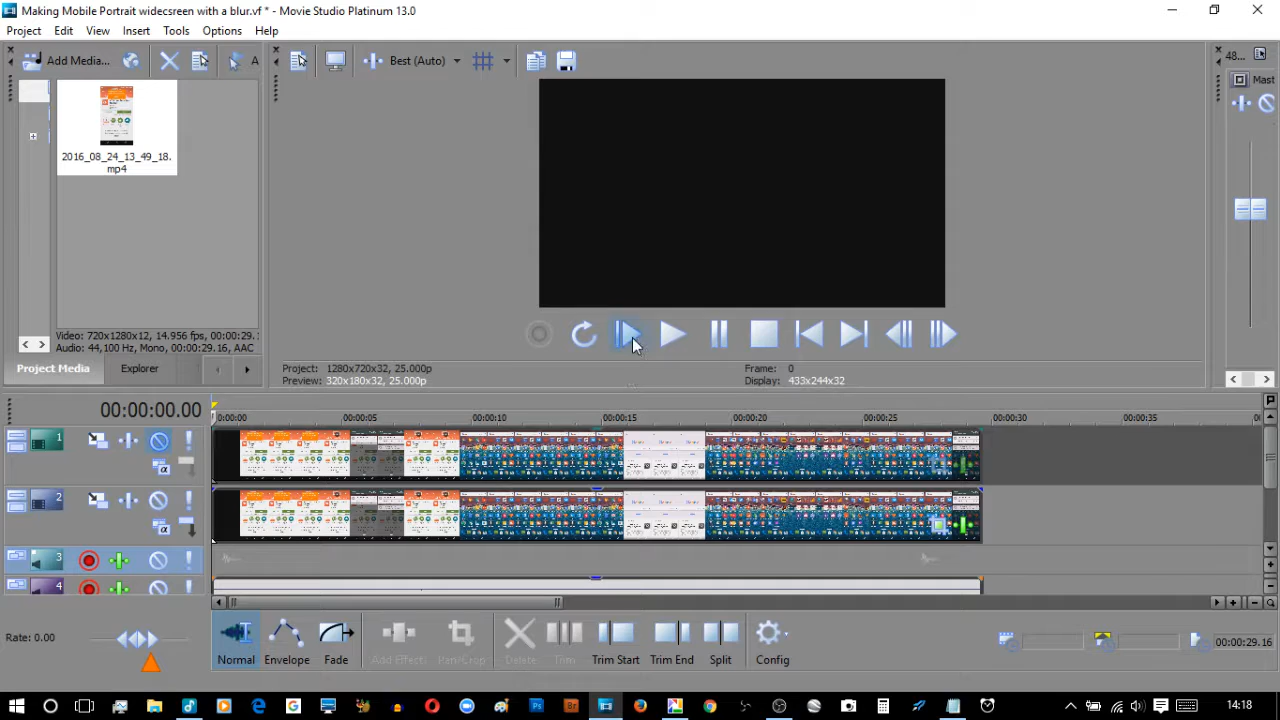 Making Mobile Portrait widecsreen with a blur.vf * - Movie Studio Platinum 13.0
Project Edit View Insert Tools Options Help
Add Media... A
Best (Auto)
48...
Mast
2016_08_24_13_49_18.
mp4
Video: 720x1280x12, 14.956 fps, 00:00:29.
Audio: 44,100 Hz, Mono, 00:00:29.16, AAC
Project Media Explorer
Project: 1280x720x32, 25.000p
Preview: 320x180x32, 25.000p
Frame: 0
Display: 433x244x32
00:00:00.00
0:00:00 00:00:05 00:00:10 00:00:15 00:00:20 00:00:25 00:00:30 00:00:35 00:
1
2
3
4
Rate: 0.00
Normal Envelope Fade Add Effects Pan/Crop Delete Trim Trim Start Trim End Split Config
00:00:29.16
14:18